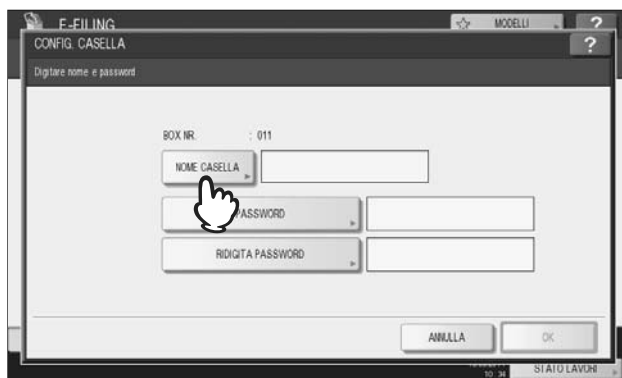 E-FILING
MODELLI
?
CONFIG. CASELLA
?
Digitare nome e password
BOX NR. : 011
NOME CASELLA
PASSWORD
RIDIGITA PASSWORD
ANNULLA
OK
STATO LAVORI